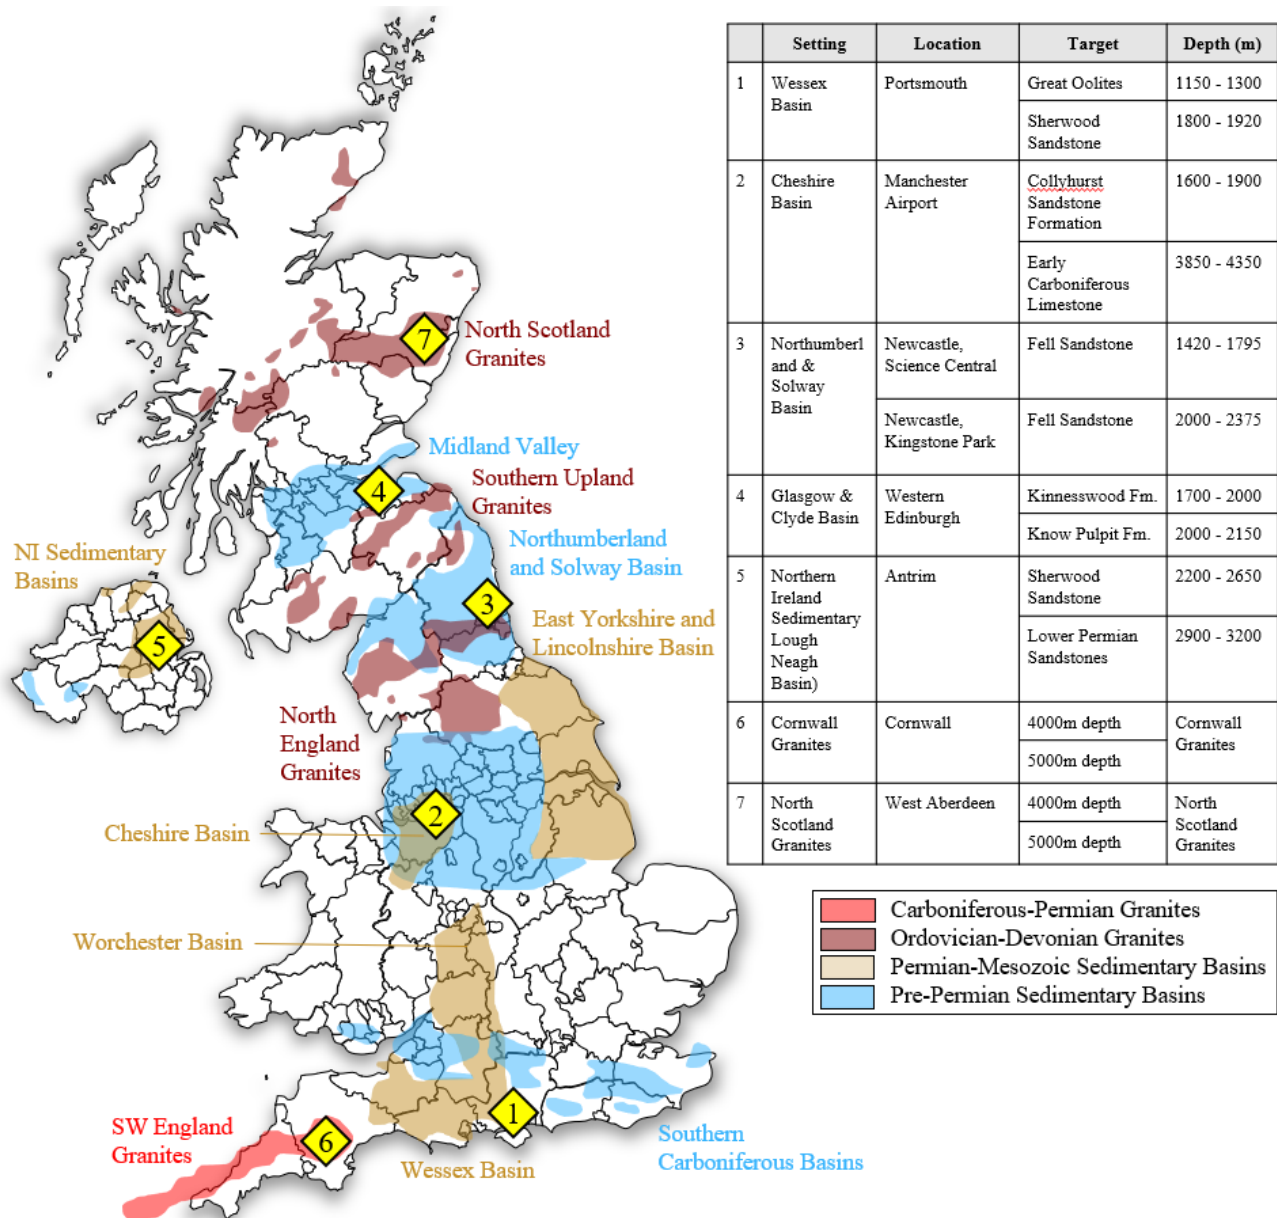 North Scotland
Granites
Midland Valley
Southern Upland
Granites
NI Sedimentary
Basins
Northumberland
and Solway Basin
East Yorkshire and
Lincolnshire Basin
North
England
Granites
Cheshire Basin
Worchester Basin
SW England
Granites
Wessex Basin
Southern
Carboniferous Basins
7
4
3
5
2
1
6
Setting Location Target Depth (m)
1 Wessex Portsmouth Great Oolites 1150 - 1300
Basin
Sherwood 1800 - 1920
Sandstone
2 Cheshire Manchester Collyhurst 1600 - 1900
Basin Airport Sandstone
Formation
Early 3850 - 4350
Carboniferous
Limestone
3 Northumberl Newcastle, Fell Sandstone 1420 - 1795
and & Science Central
Solway
Basin Newcastle, Fell Sandstone 2000 - 2375
Kingstone Park
4 Glasgow & Western Kinnesswood Fm. 1700 - 2000
Clyde Basin Edinburgh
Know Pulpit Fm. 2000 - 2150
5 Northern Antrim Sherwood 2200 - 2650
Ireland Sandstone
Sedimentary
Lough Lower Permian 2900 - 3200
Neagh Sandstones
Basin)
6 Cornwall Cornwall 4000m depth Cornwall
Granites Granites
5000m depth
7 North West Aberdeen 4000m depth North
Scotland Scotland
Granites 5000m depth Granites
Carboniferous-Permian Granites
Ordovician-Devonian Granites
Permian-Mesozoic Sedimentary Basins
Pre-Permian Sedimentary Basins